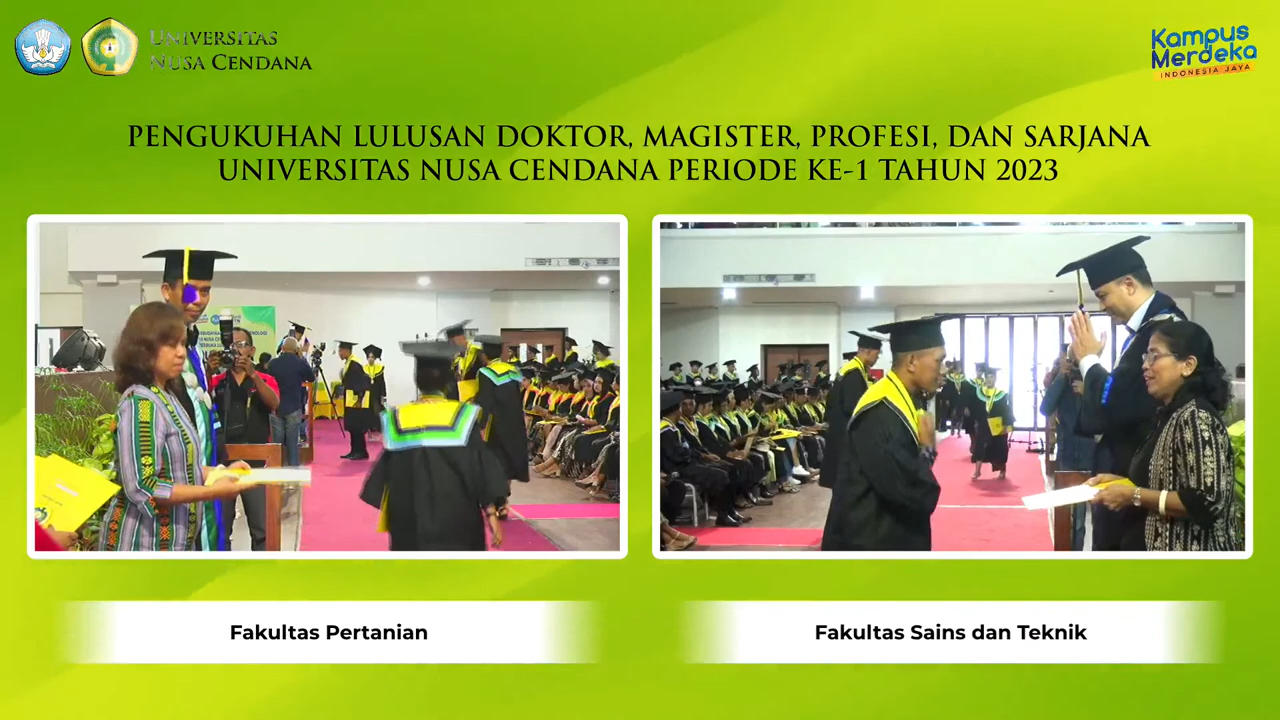 UNIVERSITAS
NUSA CENDANA
Kampus
Merdeka
INDONESIA JAYA
PENGUKUHAN LULUSAN DOKTOR, MAGISTER, PROFESI, DAN SARJANA
UNIVERSITAS NUSA CENDANA PERIODE KE-1 TAHUN 2023
Fakultas Pertanian
Fakultas Sains dan Teknik